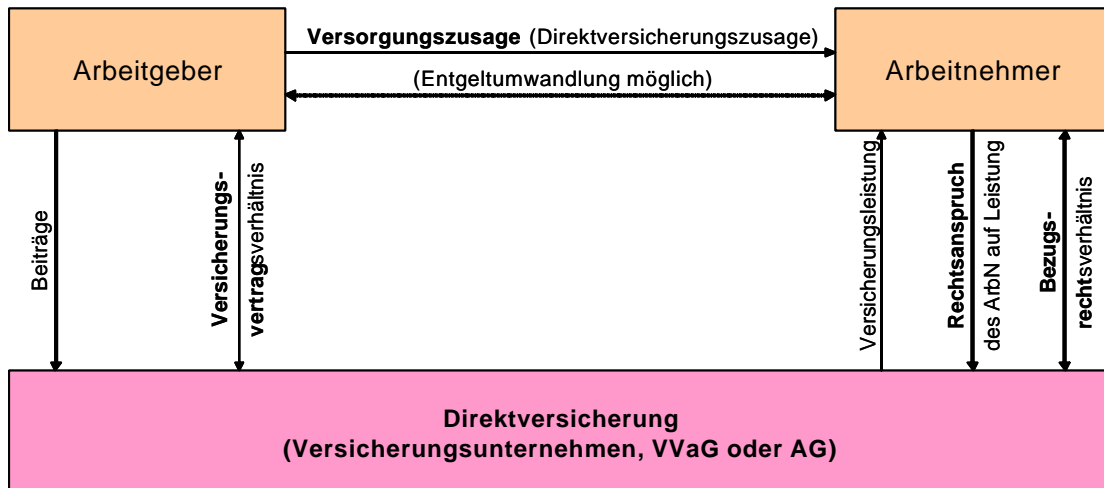 Versorgungszusage (Direktversicherungszusage)
Arbeitgeber
(Entgeltumwandlung möglich)
Arbeitnehmer
Beiträge
Versicherungs-
vertragsverhältnis
Versicherungsleistung
Rechtsanspruch
des ArbN auf Leistung
Bezugs-
rechtsverhältnis
Direktversicherung
(Versicherungsunternehmen, VVaG oder AG)